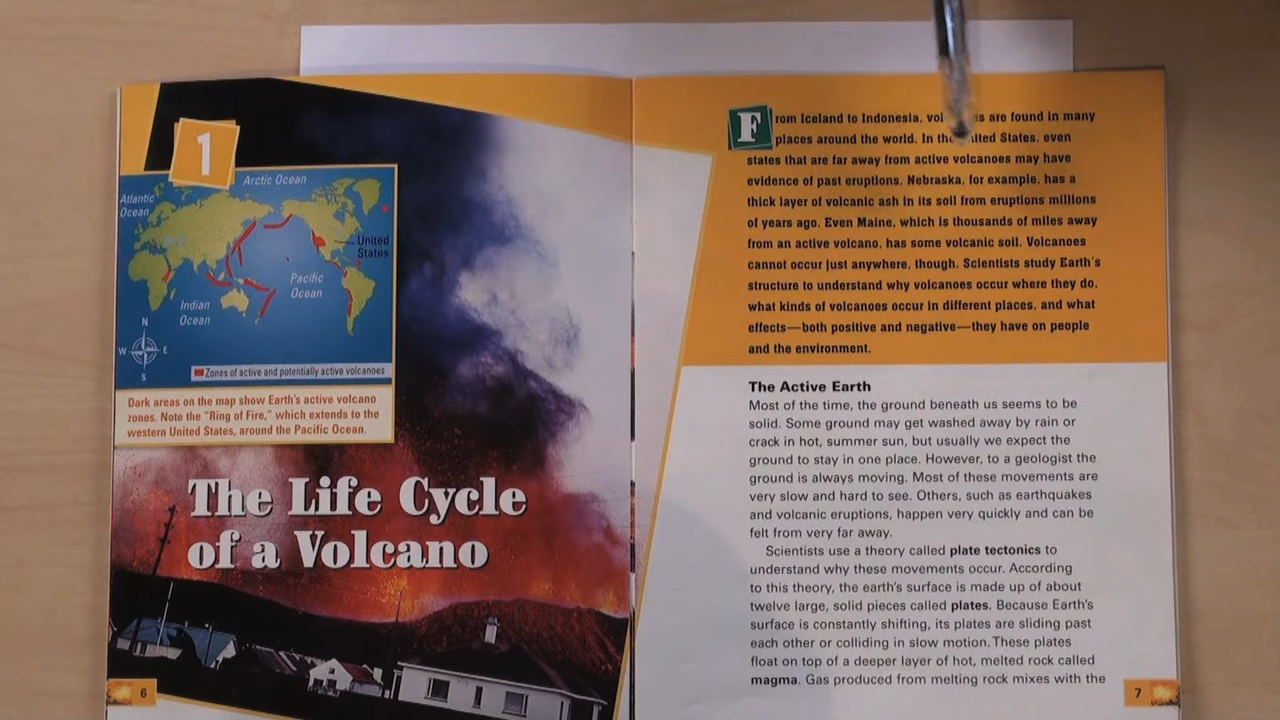 1
Arctic Ocean
Atlantic
Ocean
United
States
Pacific
Ocean
Indian
Ocean
N
W E
S
Zones of active and potentially active volcanoes
Dark areas on the map show Earth's active volcano
zones. Note the "Ring of Fire," which extends to the
western United States, around the Pacific Ocean.
The Life Cycle
of a Volcano
6
From Iceland to Indonesia, are found in many
places around the world. In the even
states that are far away from active volcanoes may have
evidence of past eruptions. Nebraska, for example, has a
thick layer of volcanic ash in its soil from eruptions millions
of years ago. Even Maine, which is thousands of miles away
from an active volcano, has some volcanic soil. Volcanoes
cannot occur just anywhere, though. Scientists study Earth's
structure to understand why volcanoes occur where they do,
what kinds of volcanoes occur in different places, and what
effects—both positive and negative—they have on people
and the environment.
The Active Earth
Most of the time, the ground beneath us seems to be
solid. Some ground may get washed away by rain or
crack in hot, summer sun, but usually we expect the
ground to stay in one place. However, to a geologist the
ground is always moving. Most of these movements are
very slow and hard to see. Others, such as earthquakes
and volcanic eruptions, happen very quickly and can be
felt from very far away.
Scientists use a theory called plate tectonics to
understand why these movements occur. According
to this theory, the earth's surface is made up of about
twelve large, solid pieces called plates. Because Earth's
surface is constantly shifting, its plates are sliding past
each other or colliding in slow motion. These plates
float on top of a deeper layer of hot, melted rock called
magma. Gas produced from melting rock mixes with the
7